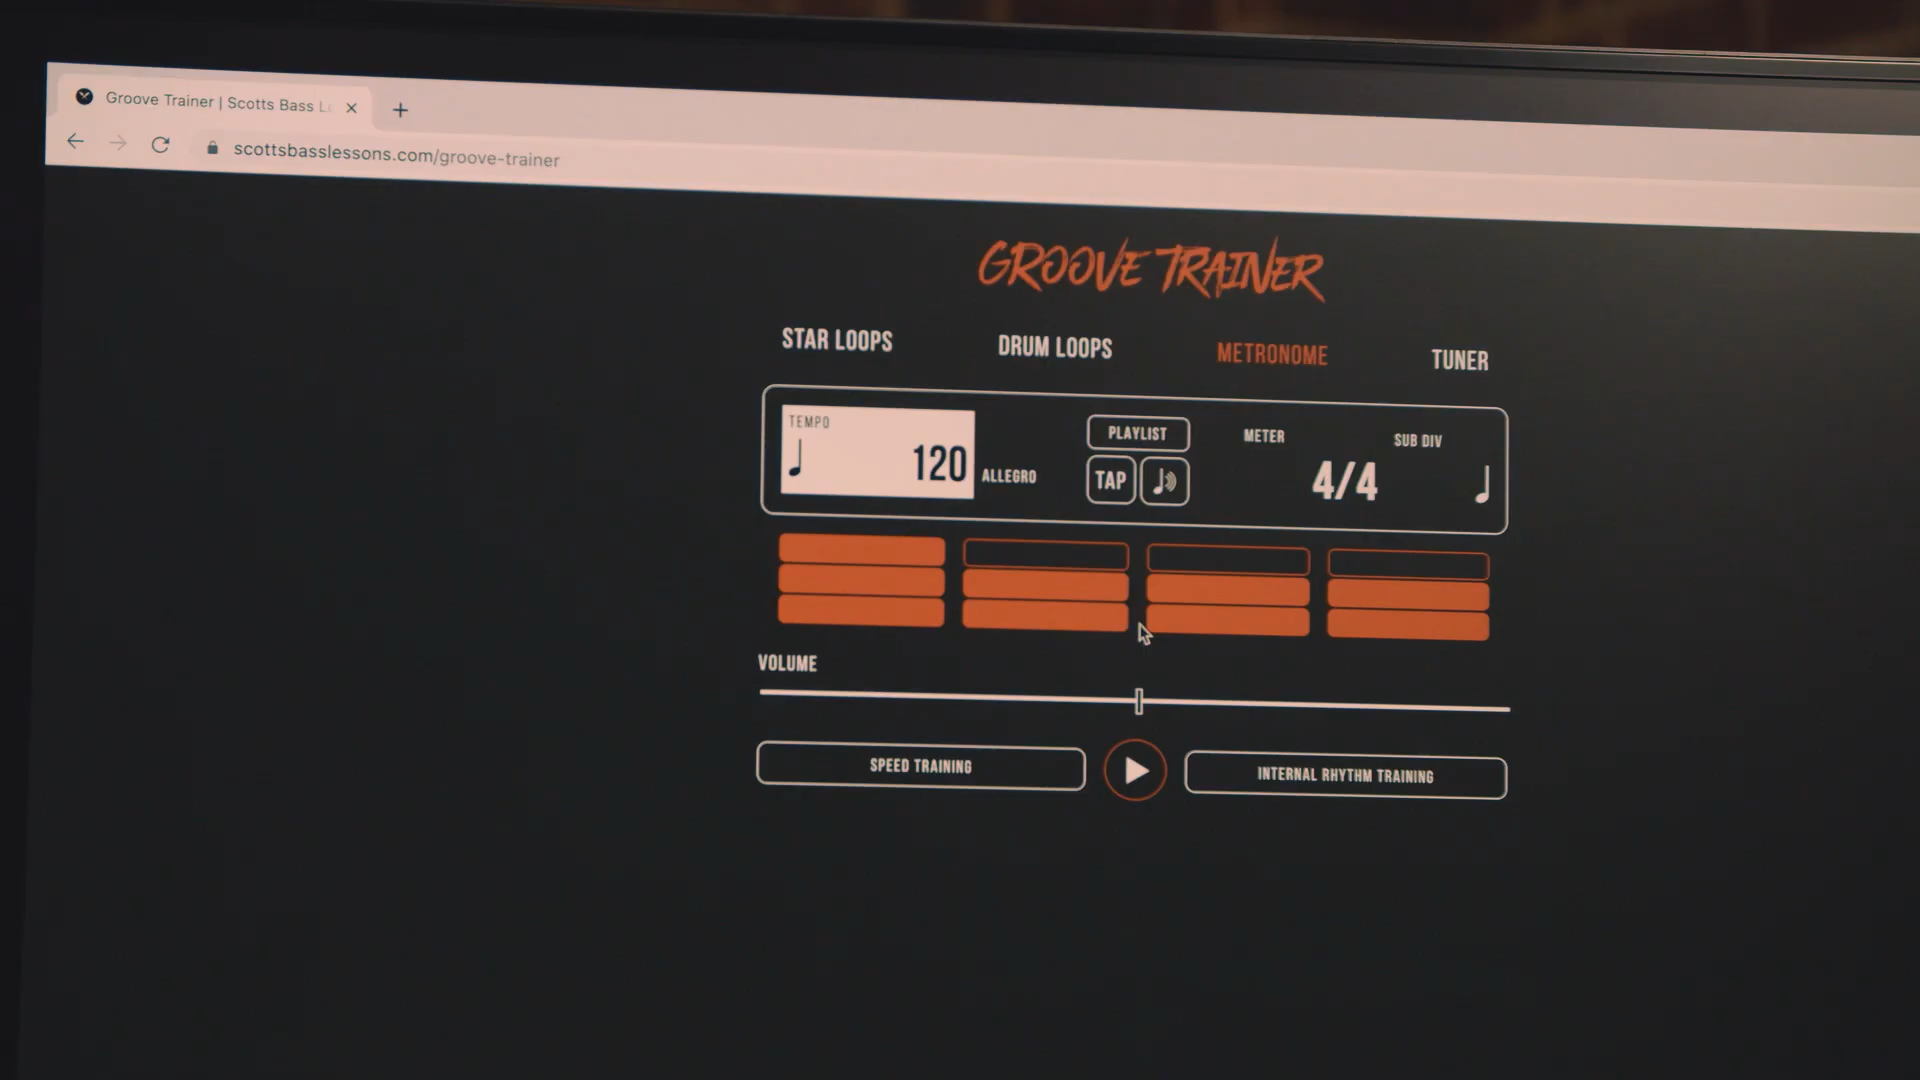 Groove Trainer | Scotts Bass L
scottsbasslessons.com/groove-trainer
GROOVE TRAINER
STAR LOOPS
DRUM LOOPS
METRONOME
TUNER
TEMPO
120
ALLEGRO
PLAYLIST
TAP
METER
4/4
SUB DIV
VOLUME
SPEED TRAINING
INTERNAL RHYTHM TRAINING